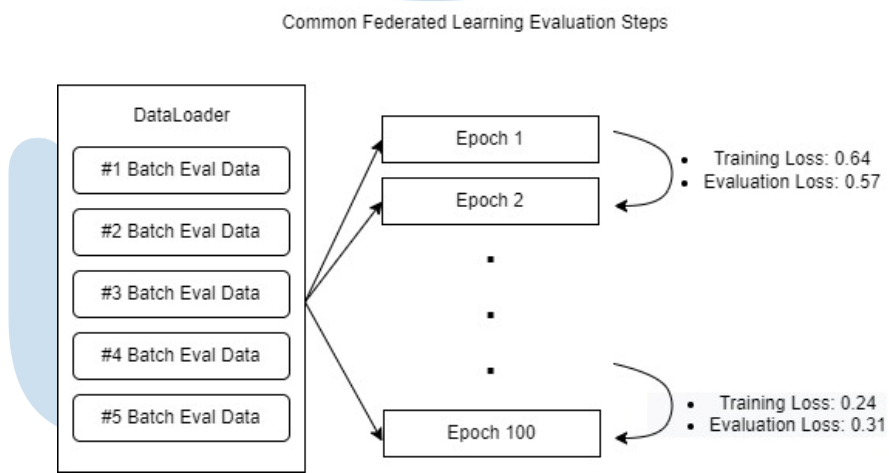 Common Federated Learning Evaluation Steps
DataLoader
#1 Batch Eval Data
#2 Batch Eval Data
#3 Batch Eval Data
#4 Batch Eval Data
#5 Batch Eval Data
Epoch 1
Epoch 2
Epoch 100
• Training Loss: 0.64
• Evaluation Loss: 0.57
• Training Loss: 0.24
• Evaluation Loss: 0.31